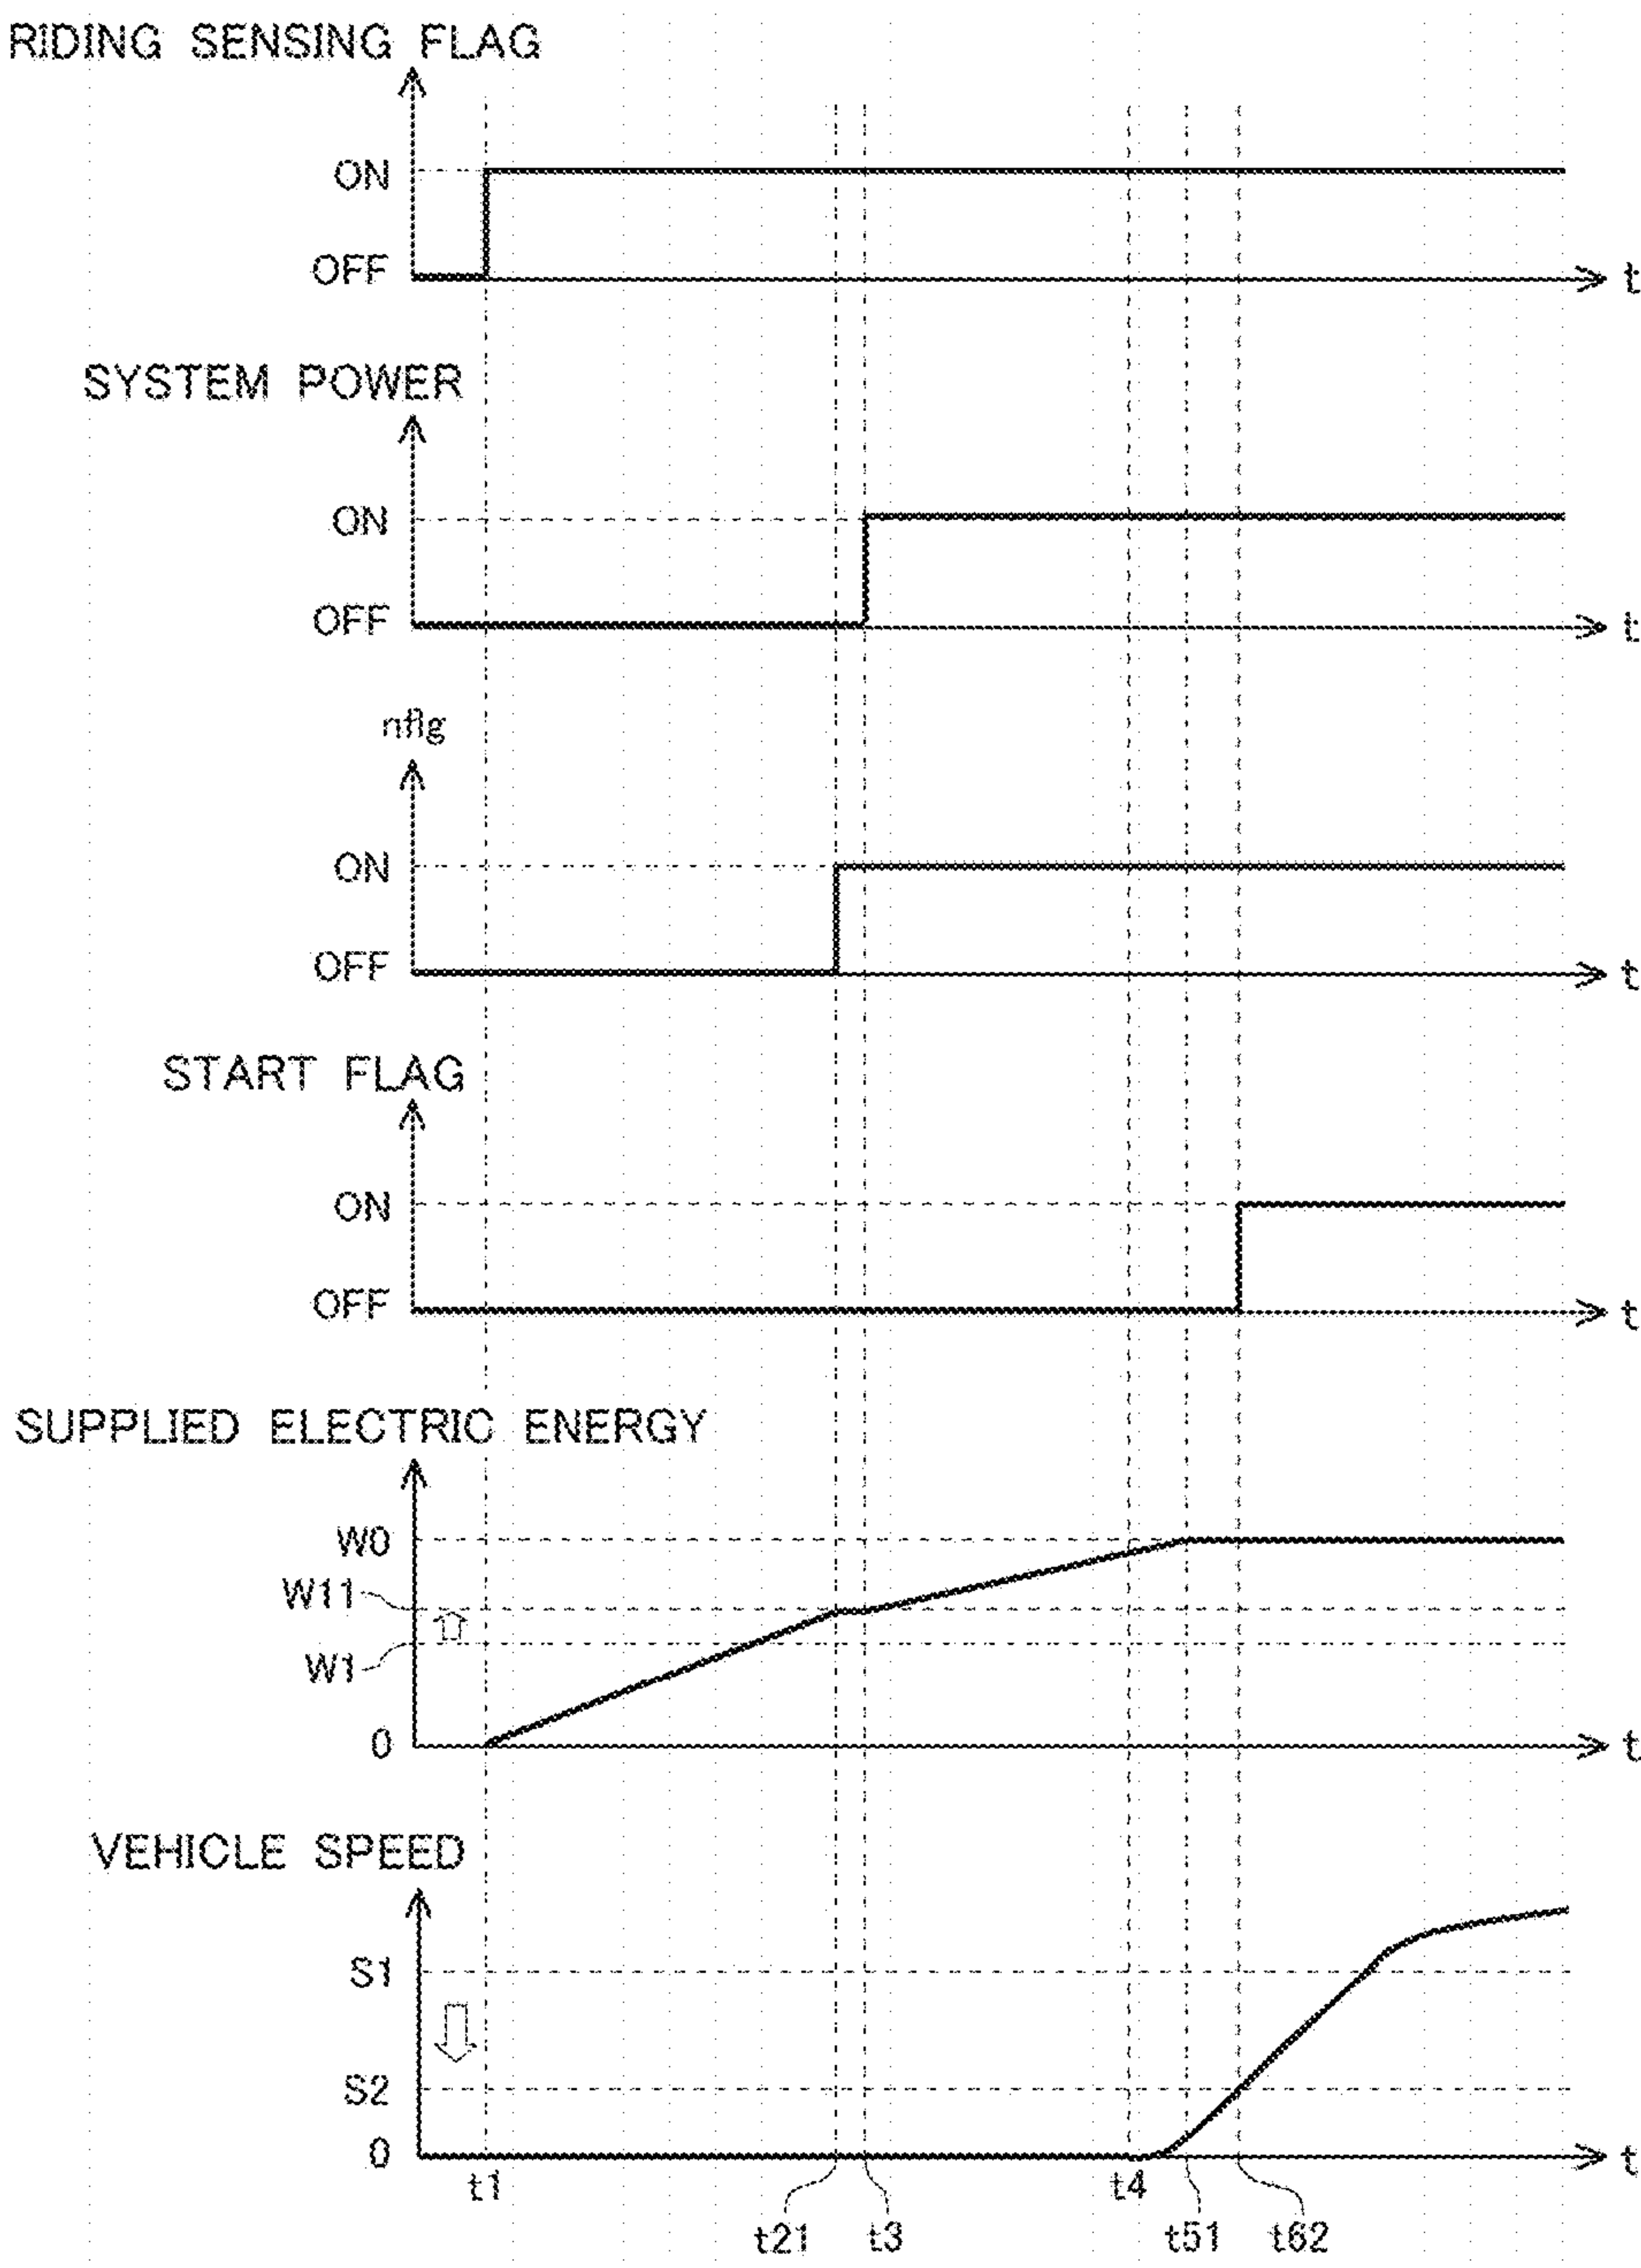 RIDING SENSING FLAG
ON
OFF
t
SYSTEM POWER
ON
OFF
t
nflg
ON
OFF
t
START FLAG
ON
OFF
t
SUPPLIED ELECTRIC ENERGY
W0
W11
W1
0
t
VEHICLE SPEED
S1
S2
0
t
t1
t4
t21
t3
t51
t62